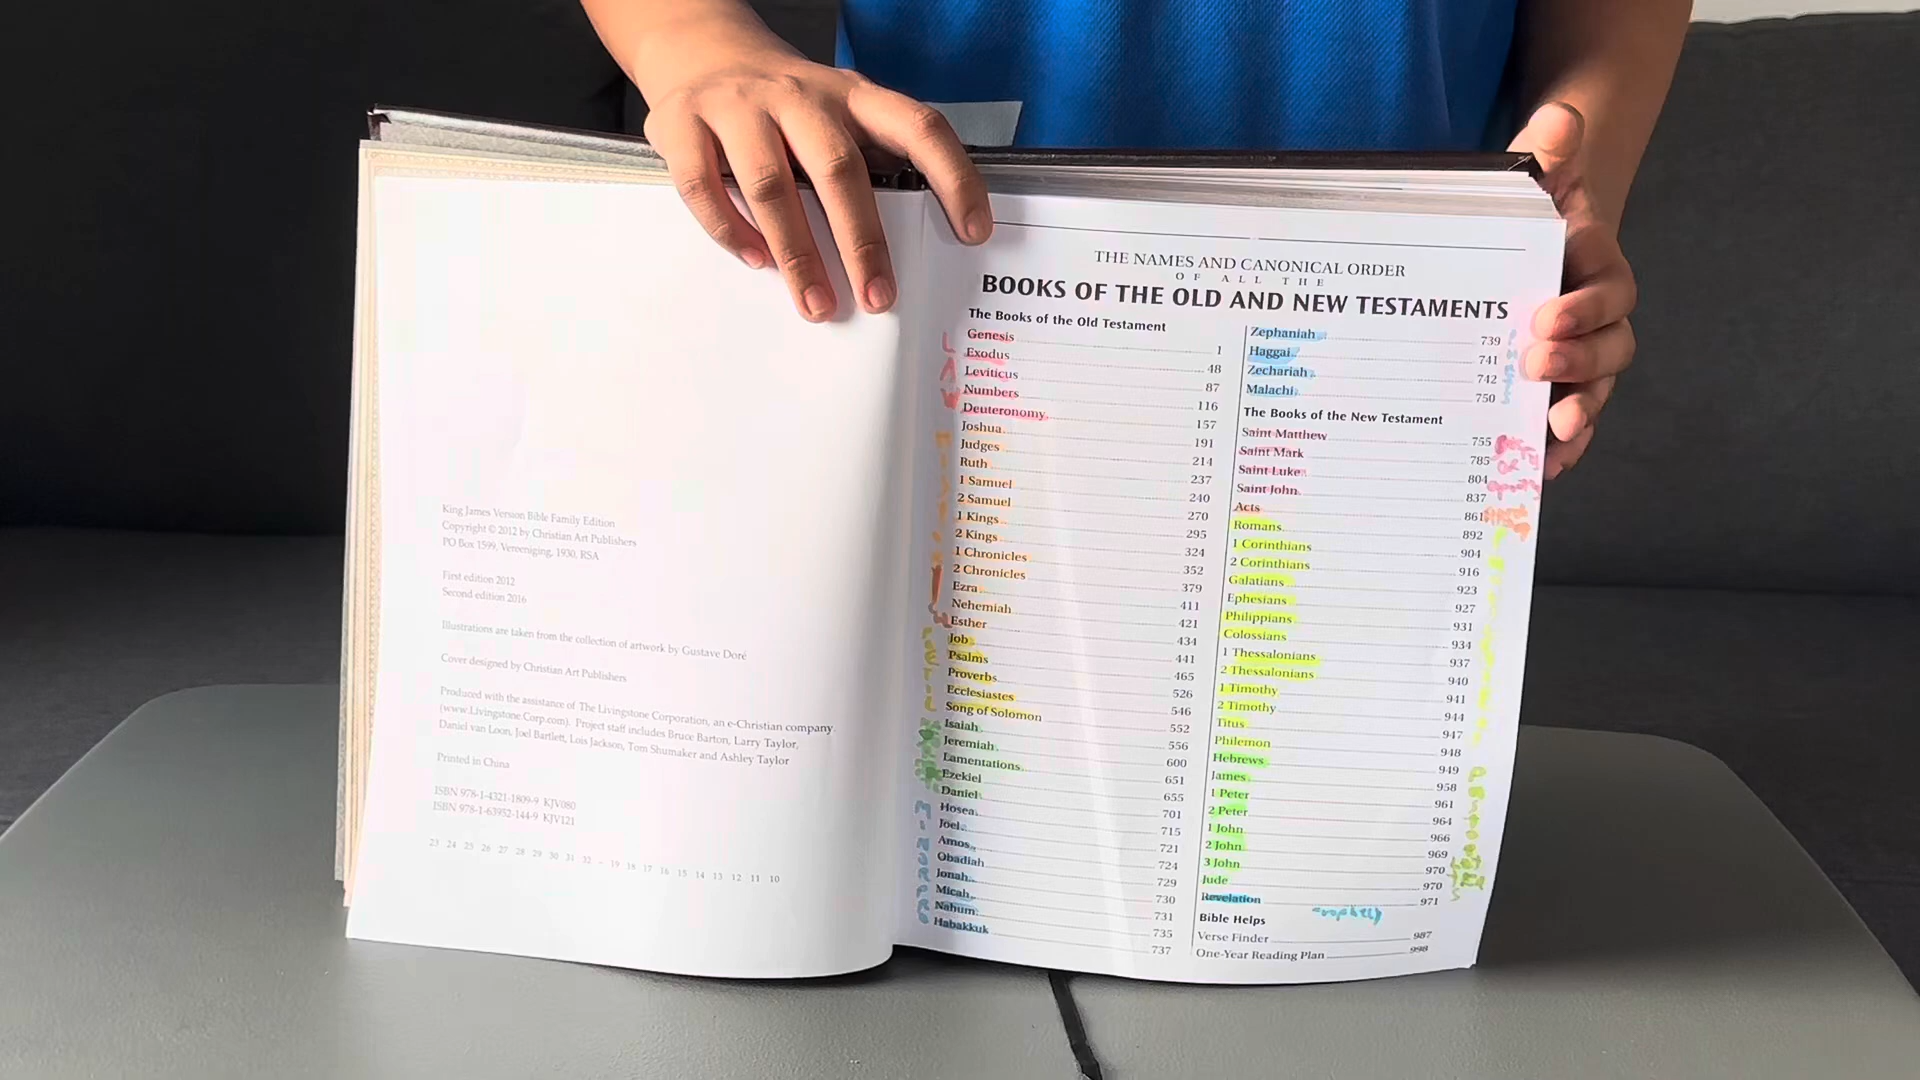 King James Version Bible Family Edition
Copyright © 2012 by Christian Art Publishers
PO Box 1599, Vereeniging, 1930, RSA
First edition 2012
Second edition 2016
Illustrations are taken from the collection of artwork by Gustave Doré
Cover designed by Christian Art Publishers
Produced with the assistance of The Livingstone Corporation, an e-Christian company
(www.LivingstoneCorp.com). Project staff includes Bruce Barton, Larry Taylor,
Daniel van Loon, Joel Bartlett, Lois Jackson, Tom Shumaker and Ashley Taylor
Printed in China
ISBN 978-1-4321-1809-9 KJV080
ISBN 978-1-63952-144-9 KJV121
23 24 25 26 27 28 29 30 31 32 – 19 18 17 16 15 14 13 12 11 10
THE NAMES AND CANONICAL ORDER
OF ALL THE
BOOKS OF THE OLD AND NEW TESTAMENTS
The Books of the Old Testament
LAW
Genesis 1
Exodus 48
Leviticus 87
Numbers 116
Deuteronomy 157
Joshua 191
Judges 214
Ruth 237
1 Samuel 240
2 Samuel 270
1 Kings 295
2 Kings 324
1 Chronicles 352
2 Chronicles 379
Ezra 411
Nehemiah 421
Esther 434
Job 441
Psalms 465
Proverbs 526
Ecclesiastes 546
Song of Solomon 552
Isaiah 556
Jeremiah 600
Lamentations 651
Ezekiel 655
Daniel 701
Hosea 715
Joel 721
Amos 724
Obadiah 729
Jonah 730
Micah 731
Nahum 735
Habakkuk 737
Zephaniah 739
Haggai 741
Zechariah 742
Malachi 750
The Books of the New Testament
Saint Matthew 755
Saint Mark 785
Saint Luke 804
Saint John 837
Acts 861
Romans 892
1 Corinthians 904
2 Corinthians 916
Galatians 923
Ephesians 927
Philippians 931
Colossians 934
1 Thessalonians 937
2 Thessalonians 940
1 Timothy 941
2 Timothy 944
Titus 947
Philemon 948
Hebrews 949
James 958
1 Peter 961
2 Peter 964
1 John 966
2 John 969
3 John 970
Jude 970
Revelation 971
Bible Helps
Verse Finder 987
One-Year Reading Plan 998